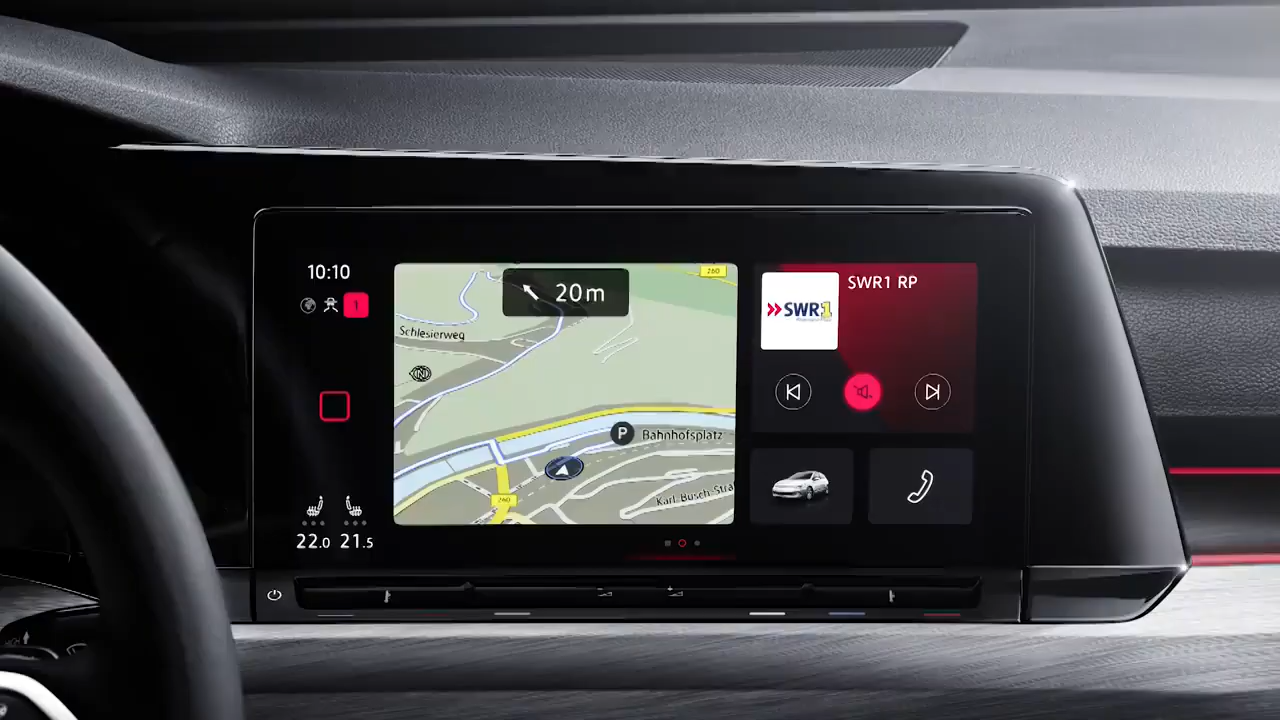 10:10
1
22.0 21.5
20m
260
Schlesierweg
N
P Bahnhofsplatz
260
Karl-Busch-Stra
SWR1
SWR1 RP